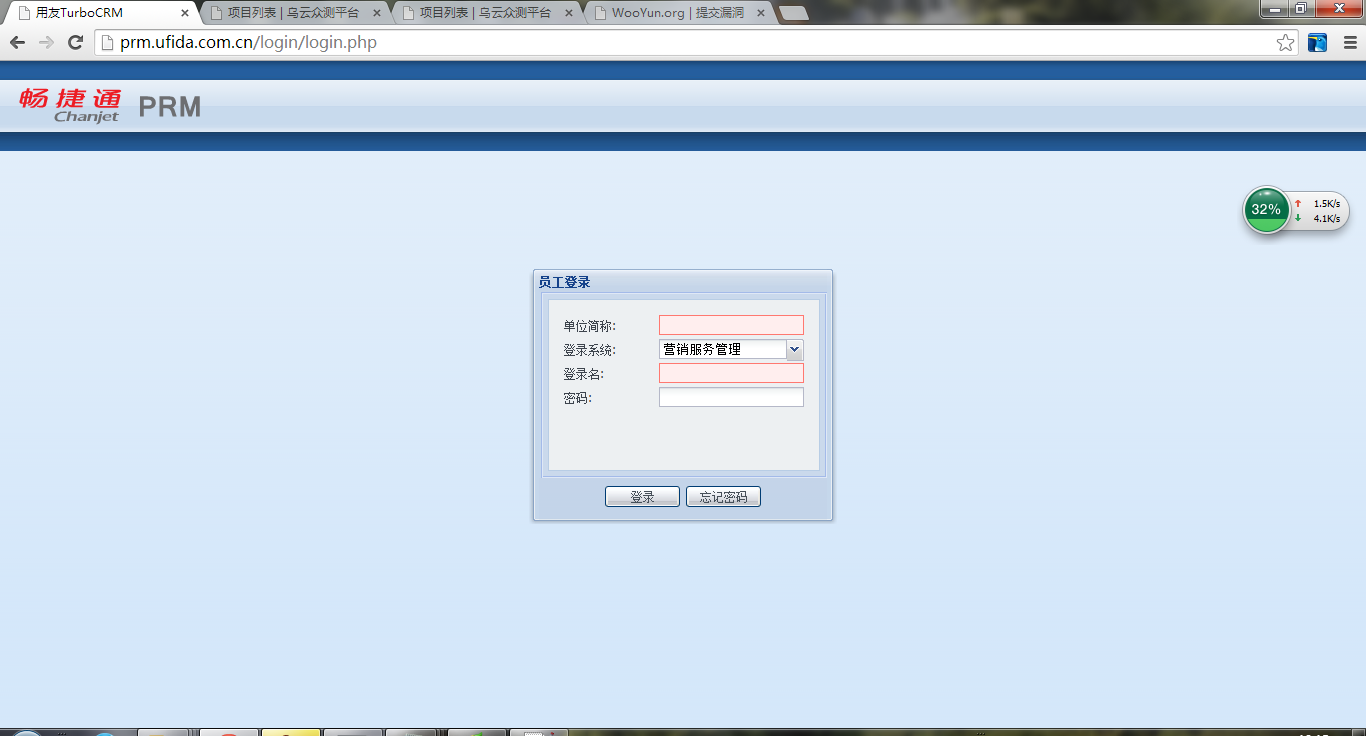 用友TurboCRM
项目列表 | 乌云众测平台
项目列表 | 乌云众测平台
WooYun.org | 提交漏洞
prm.ufida.com.cn/login/login.php
畅捷通
Chanjet
PRM
32%
1.5K/s
4.1K/s
员工登录
单位简称:
登录系统:
营销服务管理
登录名:
密码:
登录
忘记密码